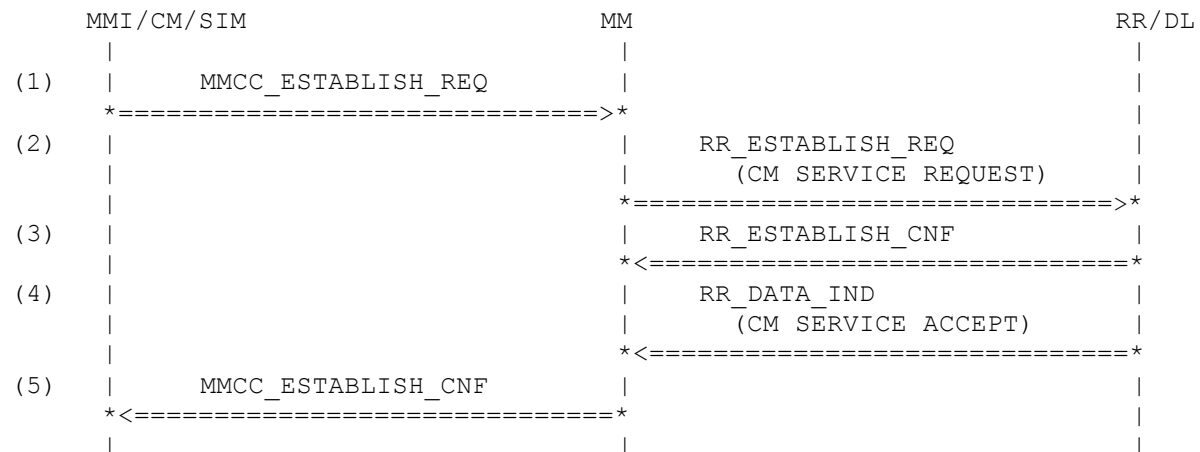 MMI/CM/SIM MM RR/DL
(1) MMCC_ESTABLISH_REQ
(2) RR_ESTABLISH_REQ
(CM SERVICE REQUEST)
(3) RR_ESTABLISH_CNF
(4) RR_DATA_IND
(CM SERVICE ACCEPT)
(5) MMCC_ESTABLISH_CNF